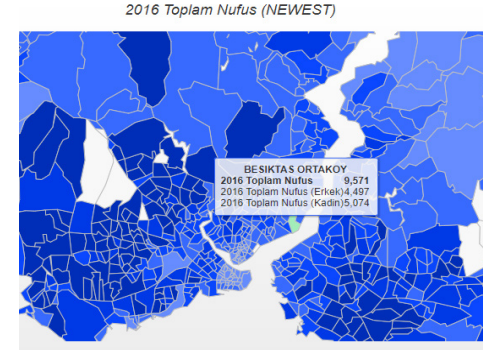 2016 Toplam Nufus (NEWEST)
BESIKTAS ORTAKOY
2016 Toplam Nufus 9,571
2016 Toplam Nufus (Erkek)4,497
2016 Toplam Nufus (Kadin)5,074